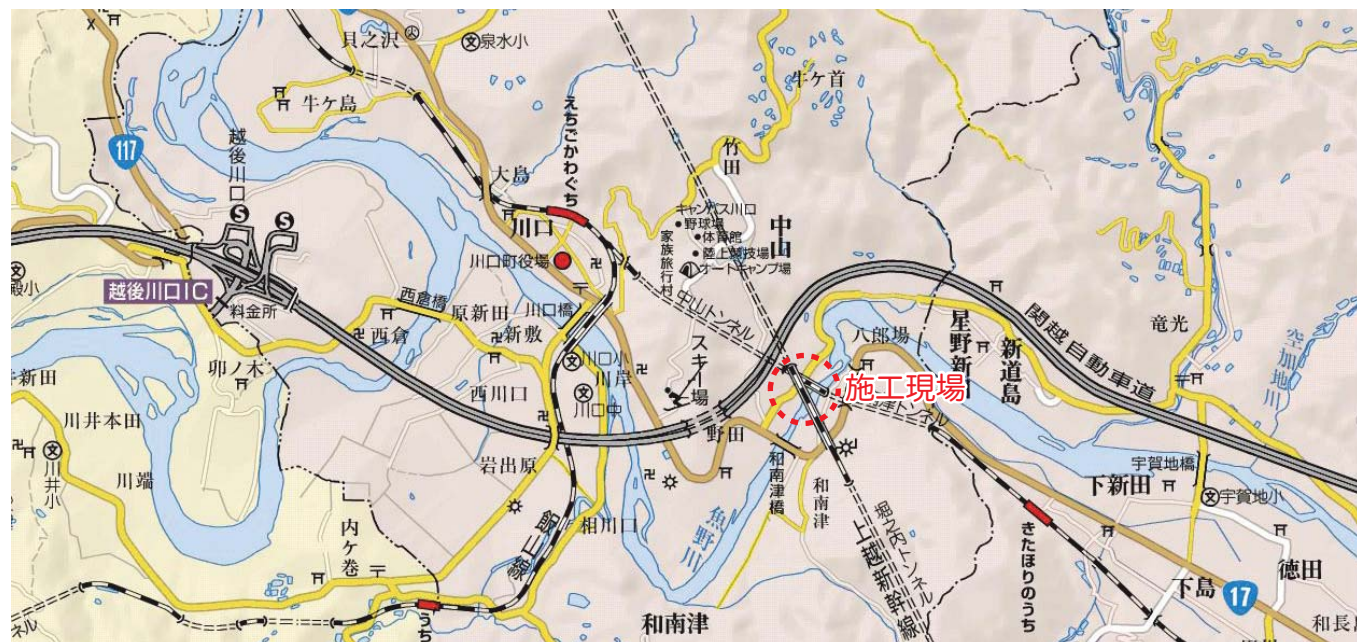 貝之沢
泉水小
牛ケ首
牛ケ島
117
越後川口
えちごかわぐち
大島
竹田
川口
キャンパス川口
野球場
体育館
陸上競技場
オートキャンプ場
家族旅行村
中山
川口町役場
越後川口IC
料金所
西倉橋
原新田
川口橋
中山トンネル
新敷
西倉
八郎場
星野新田
新道島
関越自動車道
竜光
空加地川
卯ノ木
川口小
川岸
スキー場
施工現場
西川口
川口中
川井本田
野田
岩出原
和南津橋
和南津
宇賀地橋
下新田
宇賀地小
川井小
川端
魚野川
相川口
飯山線
内ケ巻
上越新幹線
堀之内トンネル
きたほりのうち
徳田
下島
17
うち
和南津
和長